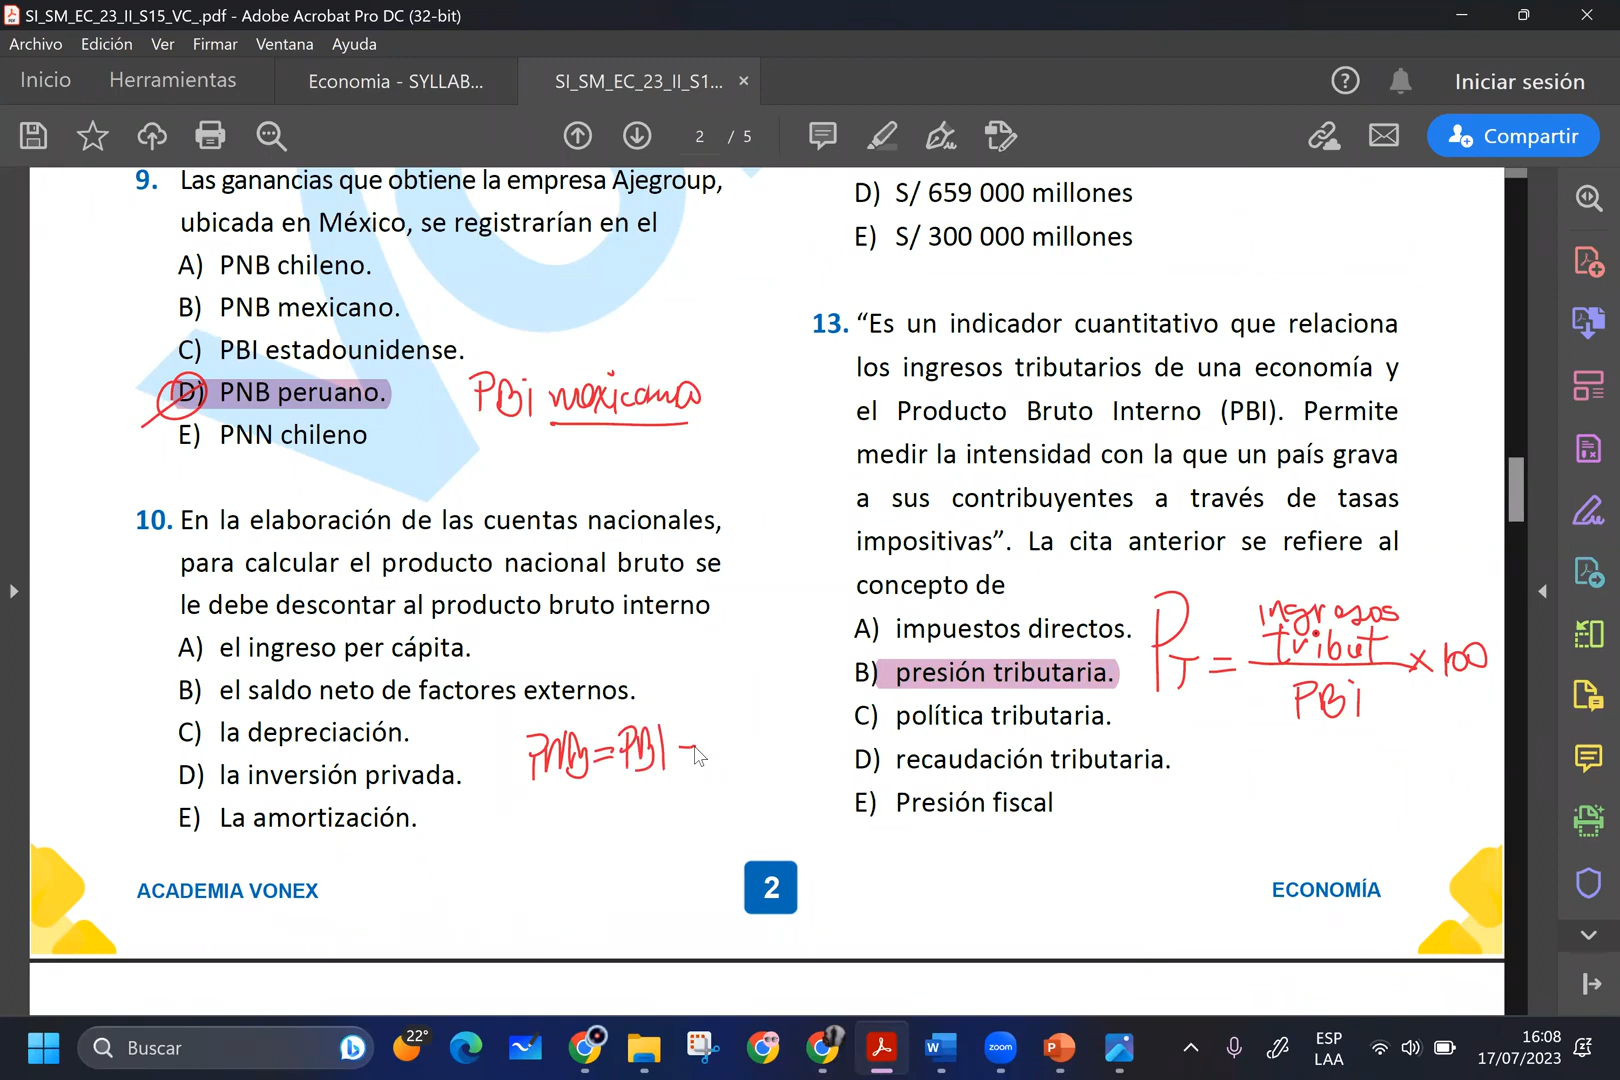 SI_SM_EC_23_II_S15_VC_.pdf - Adobe Acrobat Pro DC (32-bit)
Archivo Edición Ver Firmar Ventana Ayuda
Inicio Herramientas Economia - SYLLAB... SI_SM_EC_23_II_S1... Iniciar sesión
2 / 5 Compartir
9. Las ganancias que obtiene la empresa Ajegroup,
ubicada en México, se registrarían en el
A) PNB chileno.
B) PNB mexicano.
C) PBI estadounidense.
D) PNB peruano.
PBi mexicano
E) PNN chileno
10. En la elaboración de las cuentas nacionales,
para calcular el producto nacional bruto se
le debe descontar al producto bruto interno
A) el ingreso per cápita.
B) el saldo neto de factores externos.
C) la depreciación.
PNB = PBI -
D) la inversión privada.
E) La amortización.
D) S/ 659 000 millones
E) S/ 300 000 millones
13. “Es un indicador cuantitativo que relaciona
los ingresos tributarios de una economía y
el Producto Bruto Interno (PBI). Permite
medir la intensidad con la que un país grava
a sus contribuyentes a través de tasas
impositivas”. La cita anterior se refiere al
concepto de
A) impuestos directos.
B) presión tributaria.
C) política tributaria.
D) recaudación tributaria.
E) Presión fiscal
PT = ingresos
tribut
x 100
PBi
ACADEMIA VONEX
2
ECONOMÍA
Buscar
22°
zoom
ESP
LAA
16:08
17/07/2023